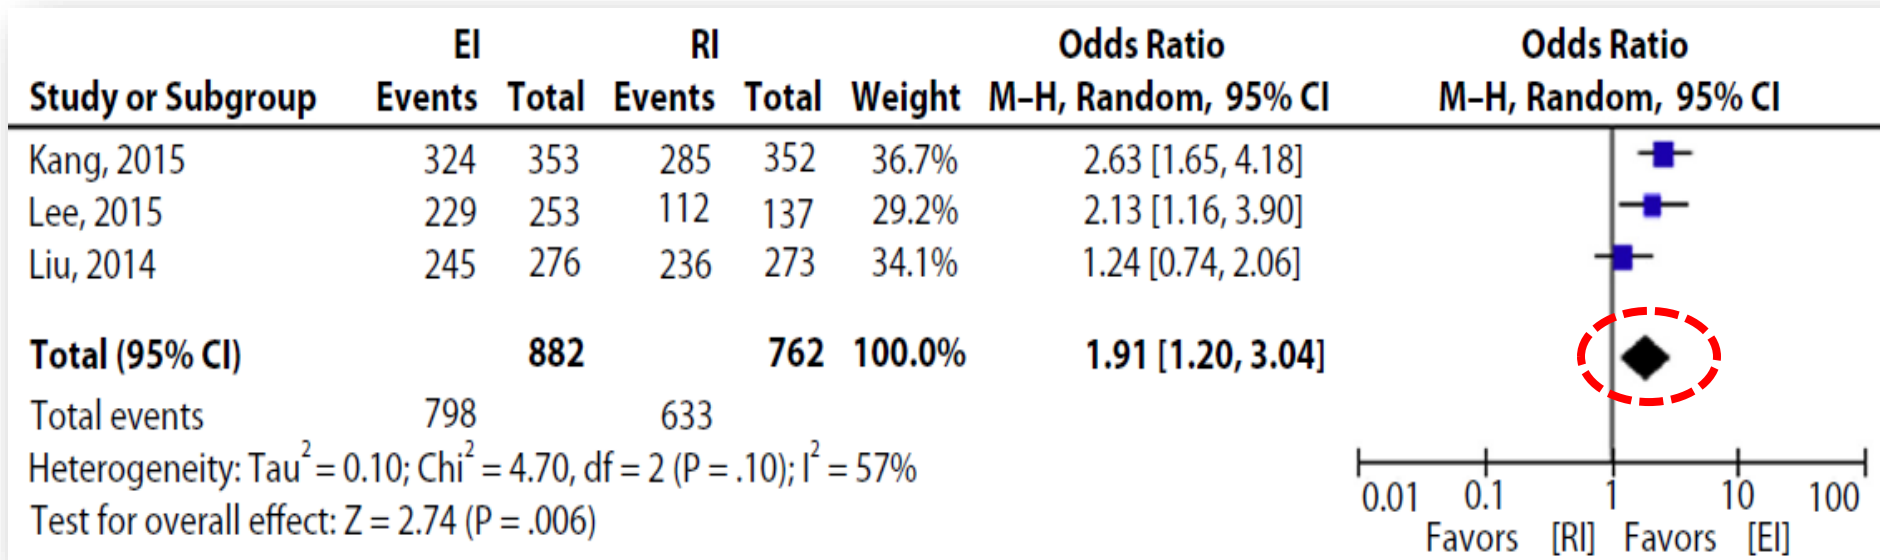 EI RI Odds Ratio Odds Ratio
Study or Subgroup Events Total Events Total Weight M–H, Random, 95% CI M–H, Random, 95% CI
Kang, 2015 324 353 285 352 36.7% 2.63 [1.65, 4.18]
Lee, 2015 229 253 112 137 29.2% 2.13 [1.16, 3.90]
Liu, 2014 245 276 236 273 34.1% 1.24 [0.74, 2.06]
Total (95% CI) 882 762 100.0% 1.91 [1.20, 3.04]
Total events 798 633
Heterogeneity: Tau² = 0.10; Chi² = 4.70, df = 2 (P = .10); I² = 57%
Test for overall effect: Z = 2.74 (P = .006)
0.01 0.1 1 10 100
Favors [RI] Favors [EI]